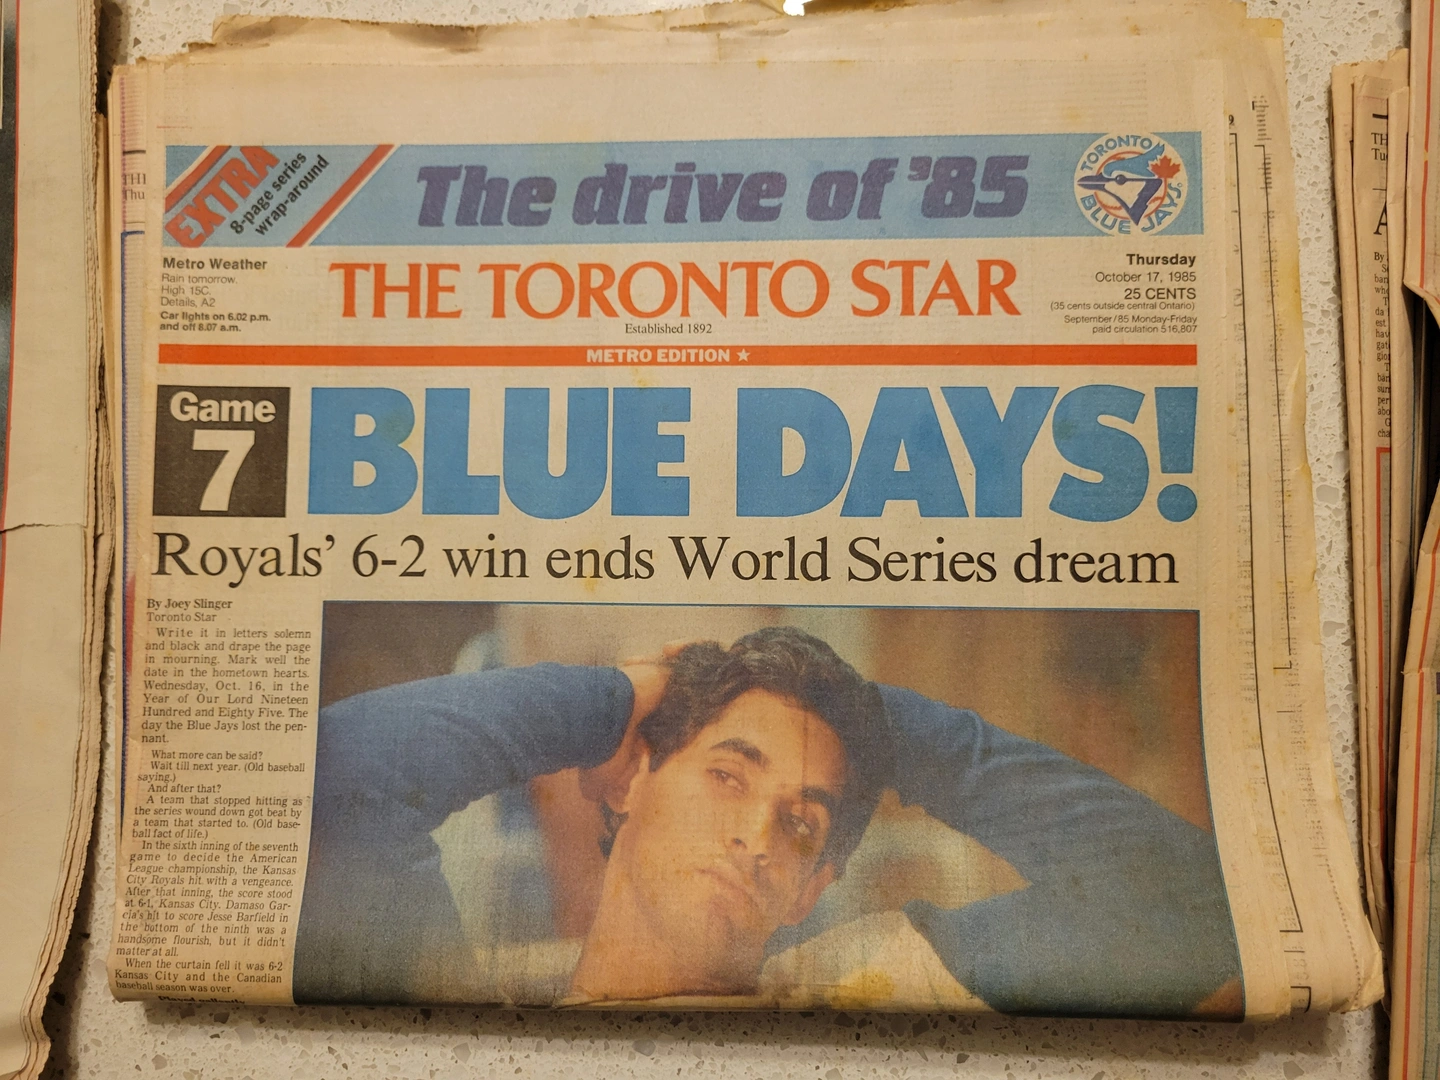 EXTRA
8-page series
wrap-around
The drive of '85
TORONTO
BLUE JAYS
Metro Weather
Rain tomorrow.
High 15C.
Details, A2
Car lights on 6.02 p.m.
and off 8.07 a.m.
THE TORONTO STAR
Established 1892
Thursday
October 17, 1985
25 CENTS
(35 cents outside central Ontario)
September/85 Monday-Friday
paid circulation 516,807
METRO EDITION ★
Game
7
BLUE DAYS!
Royals' 6-2 win ends World Series dream
By Joey Slinger
Toronto Star
Write it in letters solemn
and black and drape the page
in mourning. Mark well the
date in the hometown hearts.
Wednesday, Oct. 16, in the
Year of Our Lord Nineteen
Hundred and Eighty Five. The
day the Blue Jays lost the pen-
nant.
What more can be said?
Wait till next year. (Old baseball
saying.)
And after that?
A team that stopped hitting as
the series wound down got beat by
a team that started to. (Old base-
ball fact of life.)
In the sixth inning of the seventh
game to decide the American
League championship, the Kansas
City Royals hit with a vengeance.
After that inning, the score stood
at 6-1, Kansas City. Damaso Gar-
cia's hit to score Jesse Barfield in
the bottom of the ninth was a
handsome flourish, but it didn't
matter at all.
When the curtain fell it was 6-2
Kansas City and the Canadian
baseball season was over.
THI
Thu
TH
Tu
By